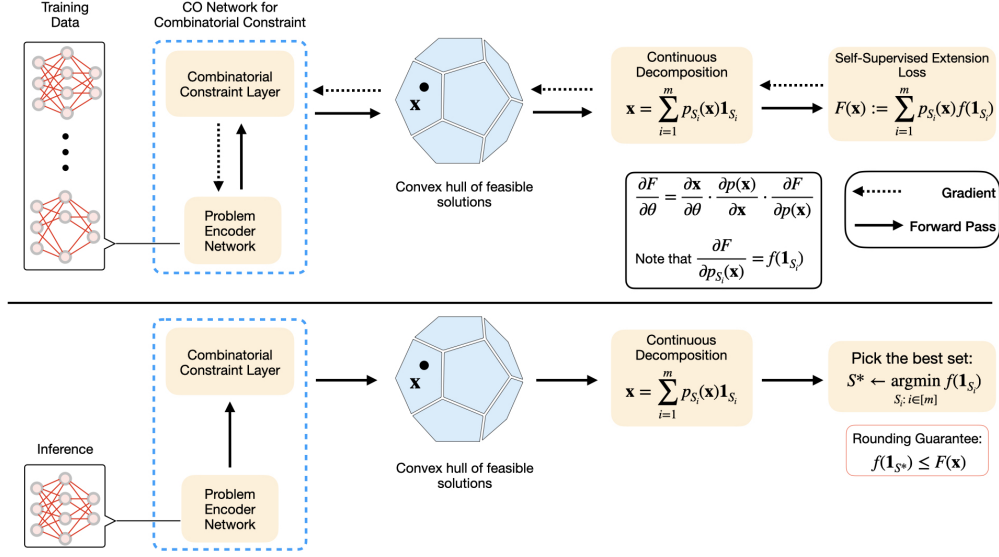 Training
Data
CO Network for
Combinatorial Constraint
Combinatorial
Constraint Layer
Problem
Encoder
Network
x
Convex hull of feasible
solutions
Continuous
Decomposition
x = ∑_{i=1}^{m} p_{S_i}(x) 1_{S_i}
Self-Supervised Extension
Loss
F(x) := ∑_{i=1}^{m} p_{S_i}(x) f(1_{S_i})
∂F/∂θ = ∂x/∂θ · ∂p(x)/∂x · ∂F/∂p(x)
Note that ∂F/∂p_{S_i}(x) = f(1_{S_i})
Gradient
Forward Pass
Inference
Combinatorial
Constraint Layer
Problem
Encoder
Network
x
Convex hull of feasible
solutions
Continuous
Decomposition
x = ∑_{i=1}^{m} p_{S_i}(x) 1_{S_i}
Pick the best set:
S* ← argmin f(1_{S_i})
S_i: i∈[m]
Rounding Guarantee:
f(1_{S*}) ≤ F(x)